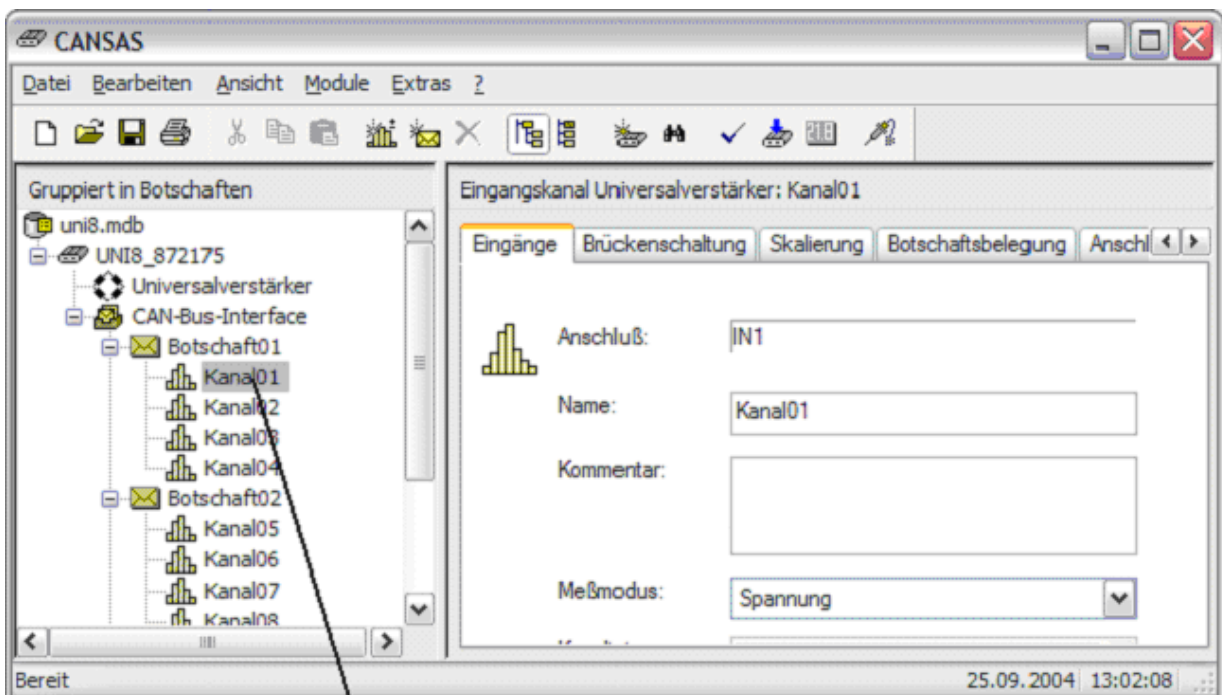 CANSAS
Datei Bearbeiten Ansicht Module Extras ?
Gruppiert in Botschaften
uni8.mdb
UNI8_872175
Universalverstärker
CAN-Bus-Interface
Botschaft01
Kanal01
Kanal02
Kanal03
Kanal04
Botschaft02
Kanal05
Kanal06
Kanal07
Kanal08
Eingangskanal Universalverstärker: Kanal01
Eingänge Brückenschaltung Skalierung Botschaftsbelegung Anschl
Anschluß: IN1
Name: Kanal01
Kommentar:
Meßmodus: Spannung
Bereit 25.09.2004 13:02:08